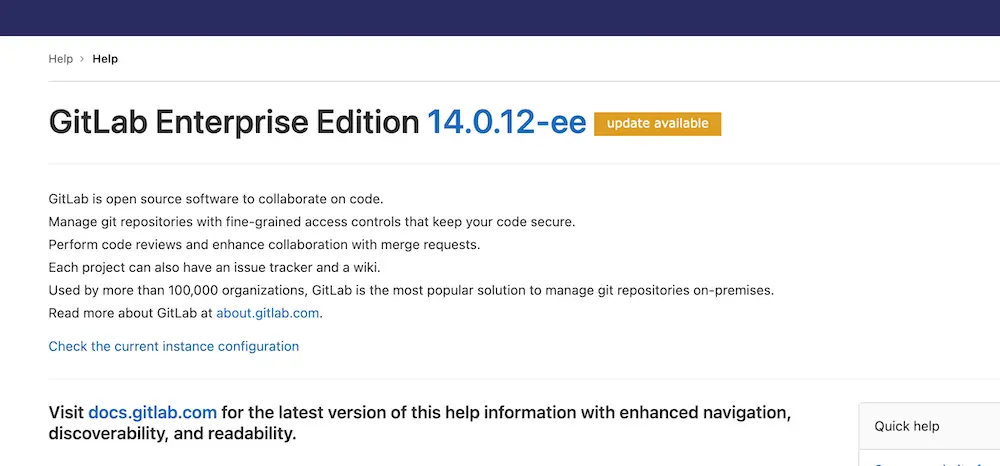 Help › Help
GitLab Enterprise Edition 14.0.12-ee update available
GitLab is open source software to collaborate on code.
Manage git repositories with fine-grained access controls that keep your code secure.
Perform code reviews and enhance collaboration with merge requests.
Each project can also have an issue tracker and a wiki.
Used by more than 100,000 organizations, GitLab is the most popular solution to manage git repositories on-premises.
Read more about GitLab at about.gitlab.com.
Check the current instance configuration
Visit docs.gitlab.com for the latest version of this help information with enhanced navigation,
discoverability, and readability.
Quick help